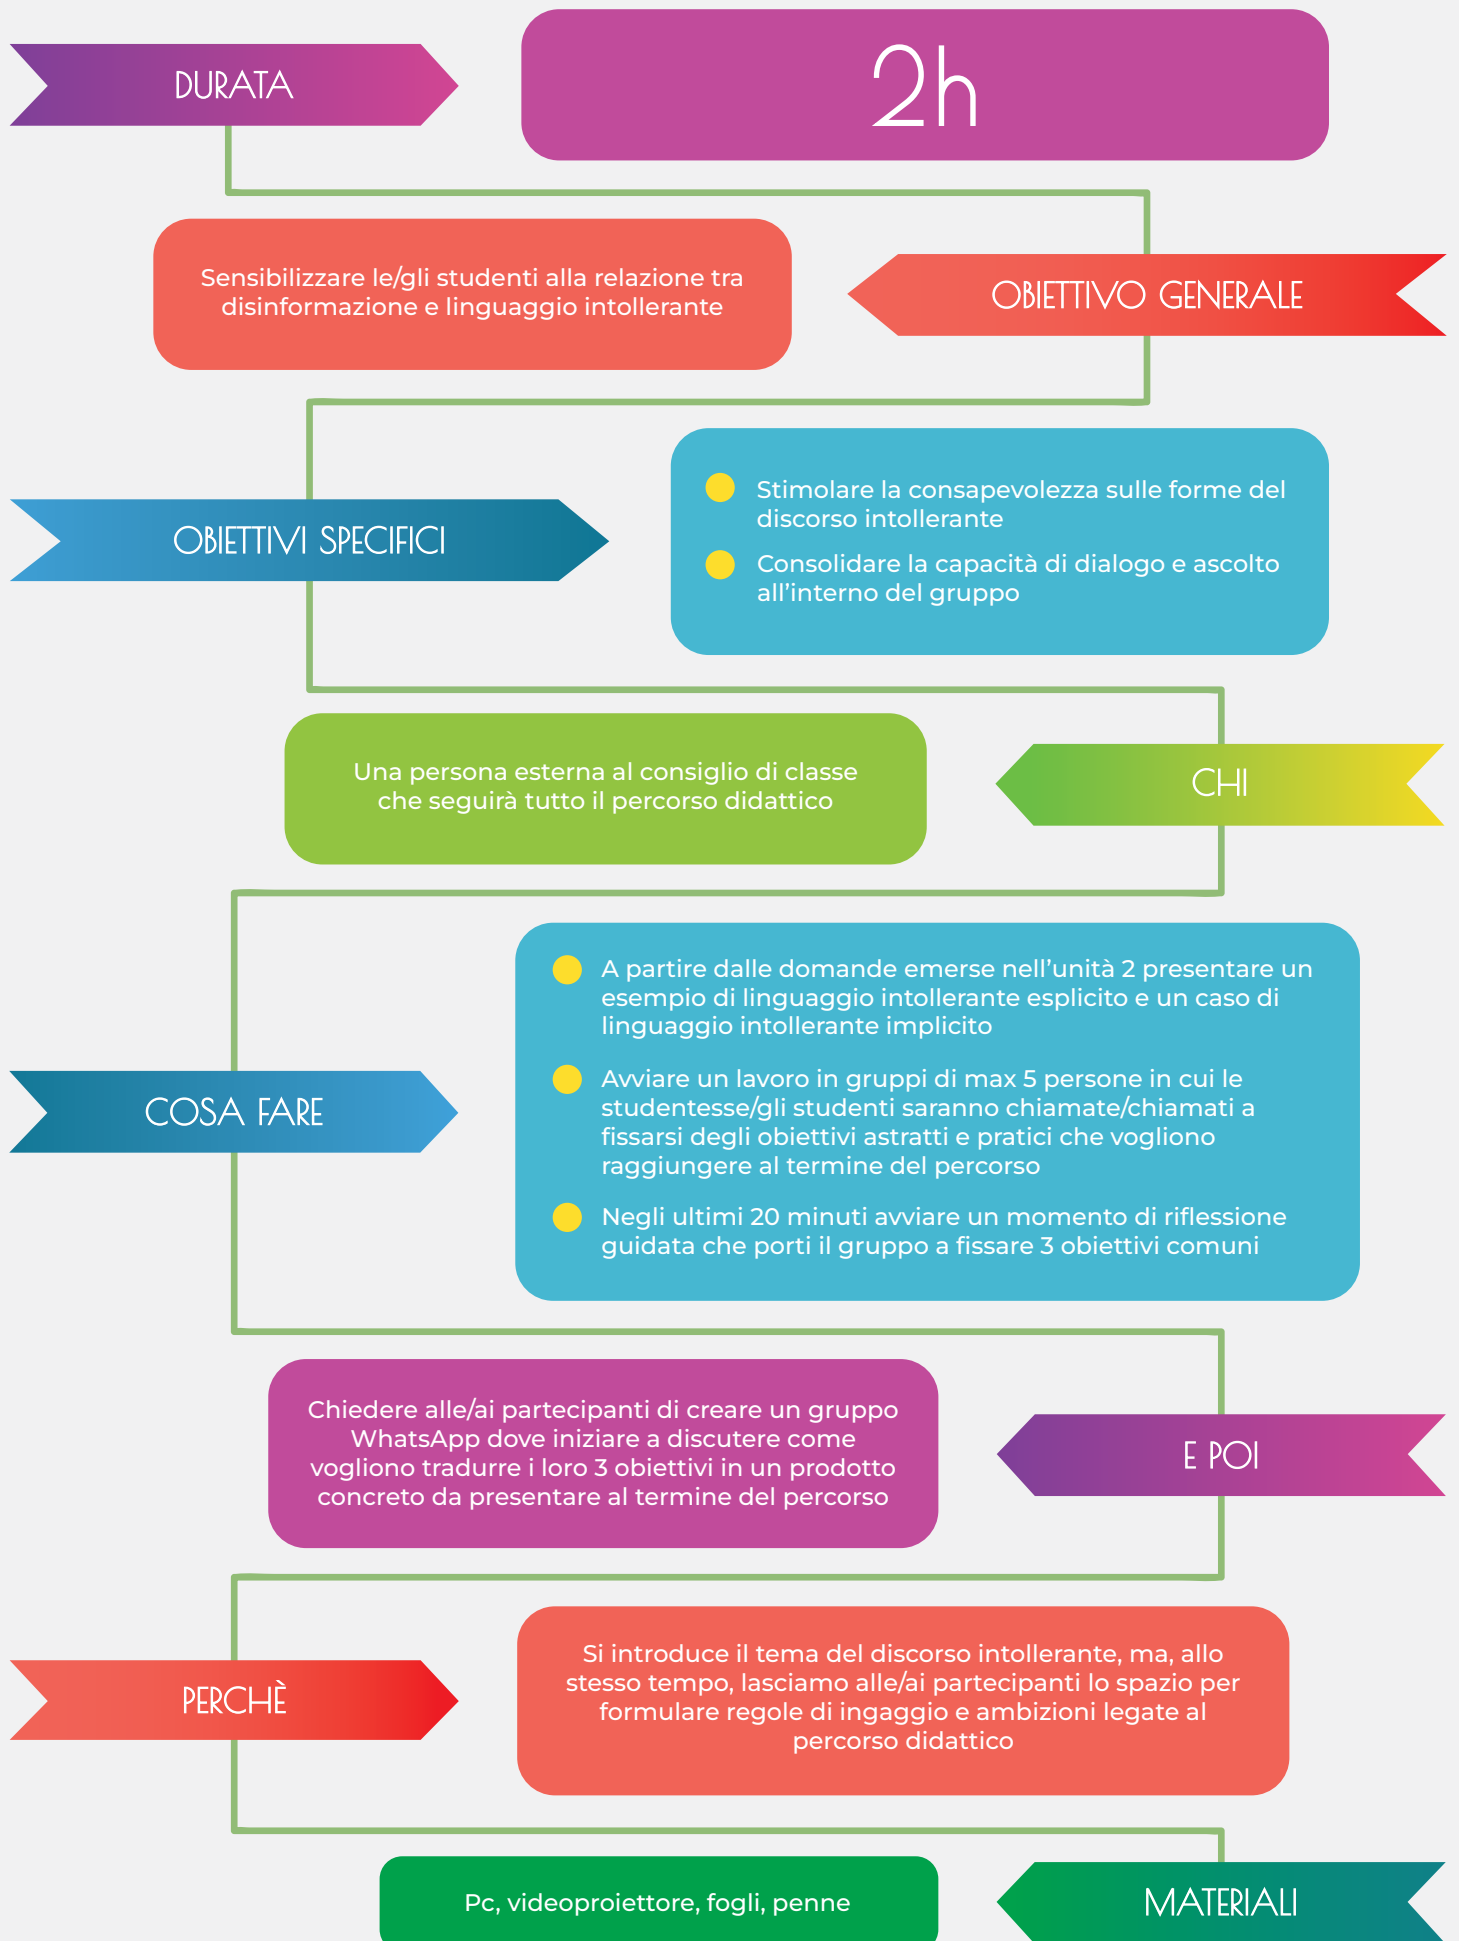 DURATA
2h
OBIETTIVO GENERALE
Sensibilizzare le/gli studenti alla relazione tra
disinformazione e linguaggio intollerante
OBIETTIVI SPECIFICI
Stimolare la consapevolezza sulle forme del
discorso intollerante
Consolidare la capacità di dialogo e ascolto
all’interno del gruppo
CHI
Una persona esterna al consiglio di classe
che seguirà tutto il percorso didattico
COSA FARE
A partire dalle domande emerse nell’unità 2 presentare un
esempio di linguaggio intollerante esplicito e un caso di
linguaggio intollerante implicito
Avviare un lavoro in gruppi di max 5 persone in cui le
studentesse/gli studenti saranno chiamate/chiamati a
fissarsi degli obiettivi astratti e pratici che vogliono
raggiungere al termine del percorso
Negli ultimi 20 minuti avviare un momento di riflessione
guidata che porti il gruppo a fissare 3 obiettivi comuni
E POI
Chiedere alle/ai partecipanti di creare un gruppo
WhatsApp dove iniziare a discutere come
vogliono tradurre i loro 3 obiettivi in un prodotto
concreto da presentare al termine del percorso
PERCHÈ
Si introduce il tema del discorso intollerante, ma, allo
stesso tempo, lasciamo alle/ai partecipanti lo spazio per
formulare regole di ingaggio e ambizioni legate al
percorso didattico
MATERIALI
Pc, videoproiettore, fogli, penne